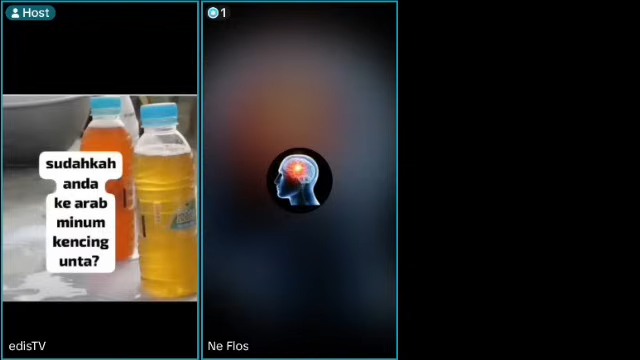 Host
1
sudahkah
anda
ke arab
minum
kencing
unta?
edisTV
Ne Flos